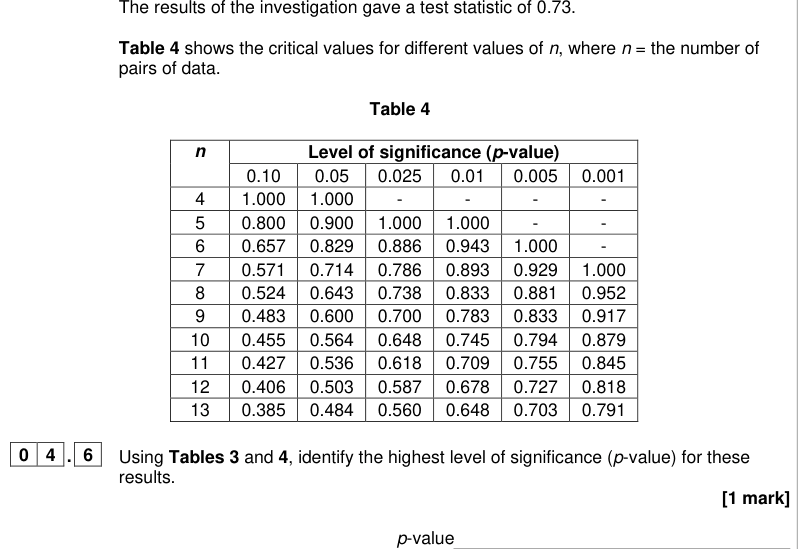 The results of the investigation gave a test statistic of 0.73.
Table 4 shows the critical values for different values of n, where n = the number of
pairs of data.
Table 4
n Level of significance (p-value)
0.10 0.05 0.025 0.01 0.005 0.001
4 1.000 1.000 - - - -
5 0.800 0.900 1.000 1.000 - -
6 0.657 0.829 0.886 0.943 1.000 -
7 0.571 0.714 0.786 0.893 0.929 1.000
8 0.524 0.643 0.738 0.833 0.881 0.952
9 0.483 0.600 0.700 0.783 0.833 0.917
10 0.455 0.564 0.648 0.745 0.794 0.879
11 0.427 0.536 0.618 0.709 0.755 0.845
12 0.406 0.503 0.587 0.678 0.727 0.818
13 0.385 0.484 0.560 0.648 0.703 0.791
0 4 . 6 Using Tables 3 and 4, identify the highest level of significance (p-value) for these
results.
[1 mark]
p-value